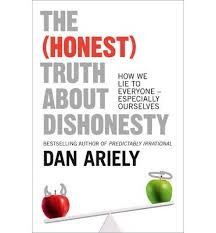 THE
(HONEST)
TRUTH
ABOUT
DISHONESTY
HOW WE
LIE TO
EVERYONE –
ESPECIALLY
OURSELVES
BESTSELLING AUTHOR OF PREDICTABLY IRRATIONAL
DAN ARIELY